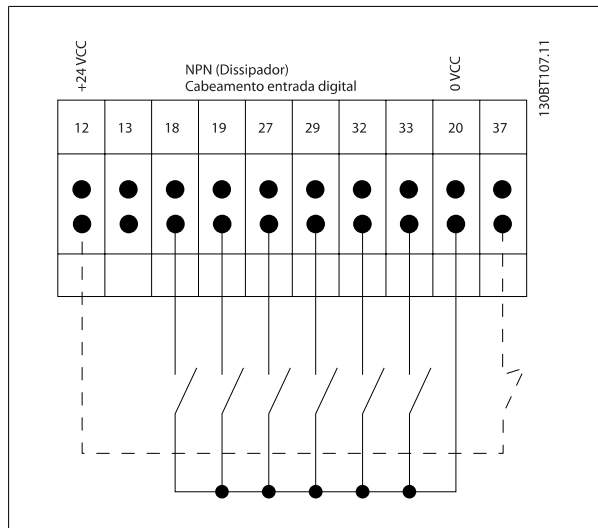 +24 VCC
NPN (Dissipador)
Cabeamento entrada digital
0 VCC
130BT107.11
12 13 18 19 27 29 32 33 20 37